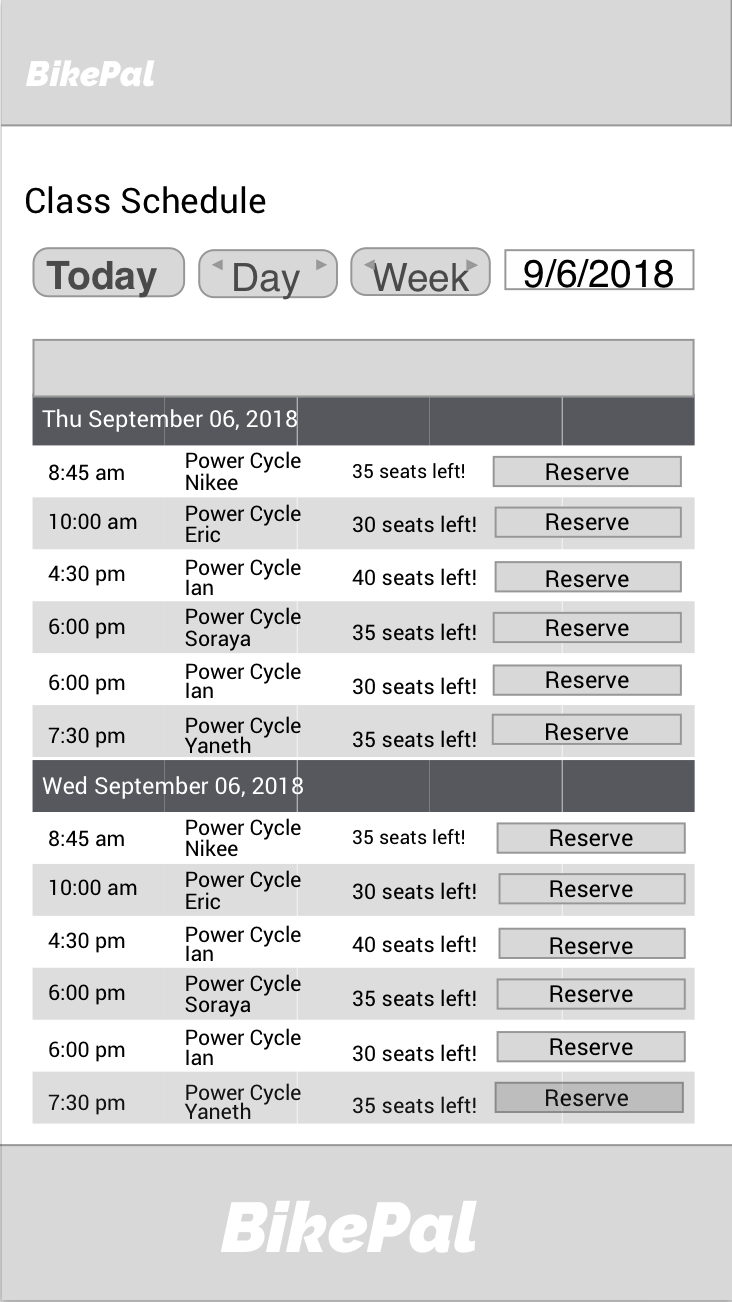 BikePal
Class Schedule
Today
Day
Week
9/6/2018
Thu September 06, 2018
8:45 am
Power Cycle
Nikee
35 seats left!
Reserve
10:00 am
Power Cycle
Eric
30 seats left!
Reserve
4:30 pm
Power Cycle
Ian
40 seats left!
Reserve
6:00 pm
Power Cycle
Soraya
35 seats left!
Reserve
6:00 pm
Power Cycle
Ian
30 seats left!
Reserve
7:30 pm
Power Cycle
Yaneth
35 seats left!
Reserve
Wed September 06, 2018
8:45 am
Power Cycle
Nikee
35 seats left!
Reserve
10:00 am
Power Cycle
Eric
30 seats left!
Reserve
4:30 pm
Power Cycle
Ian
40 seats left!
Reserve
6:00 pm
Power Cycle
Soraya
35 seats left!
Reserve
6:00 pm
Power Cycle
Ian
30 seats left!
Reserve
7:30 pm
Power Cycle
Yaneth
35 seats left!
Reserve
BikePal